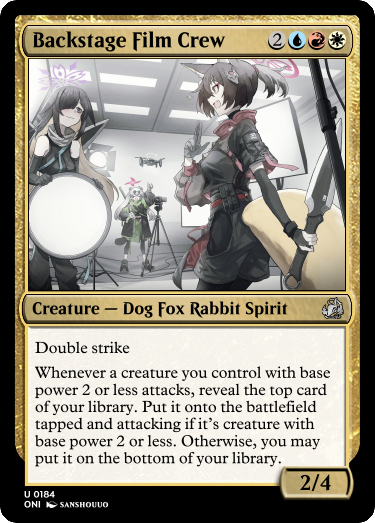 Backstage Film Crew 2
Creature — Dog Fox Rabbit Spirit
Double strike
Whenever a creature you control with base
power 2 or less attacks, reveal the top card
of your library. Put it onto the battlefield
tapped and attacking if it's creature with
base power 2 or less. Otherwise, you may
put it on the bottom of your library.
2/4
U 0184
ONI SANSHOUUO